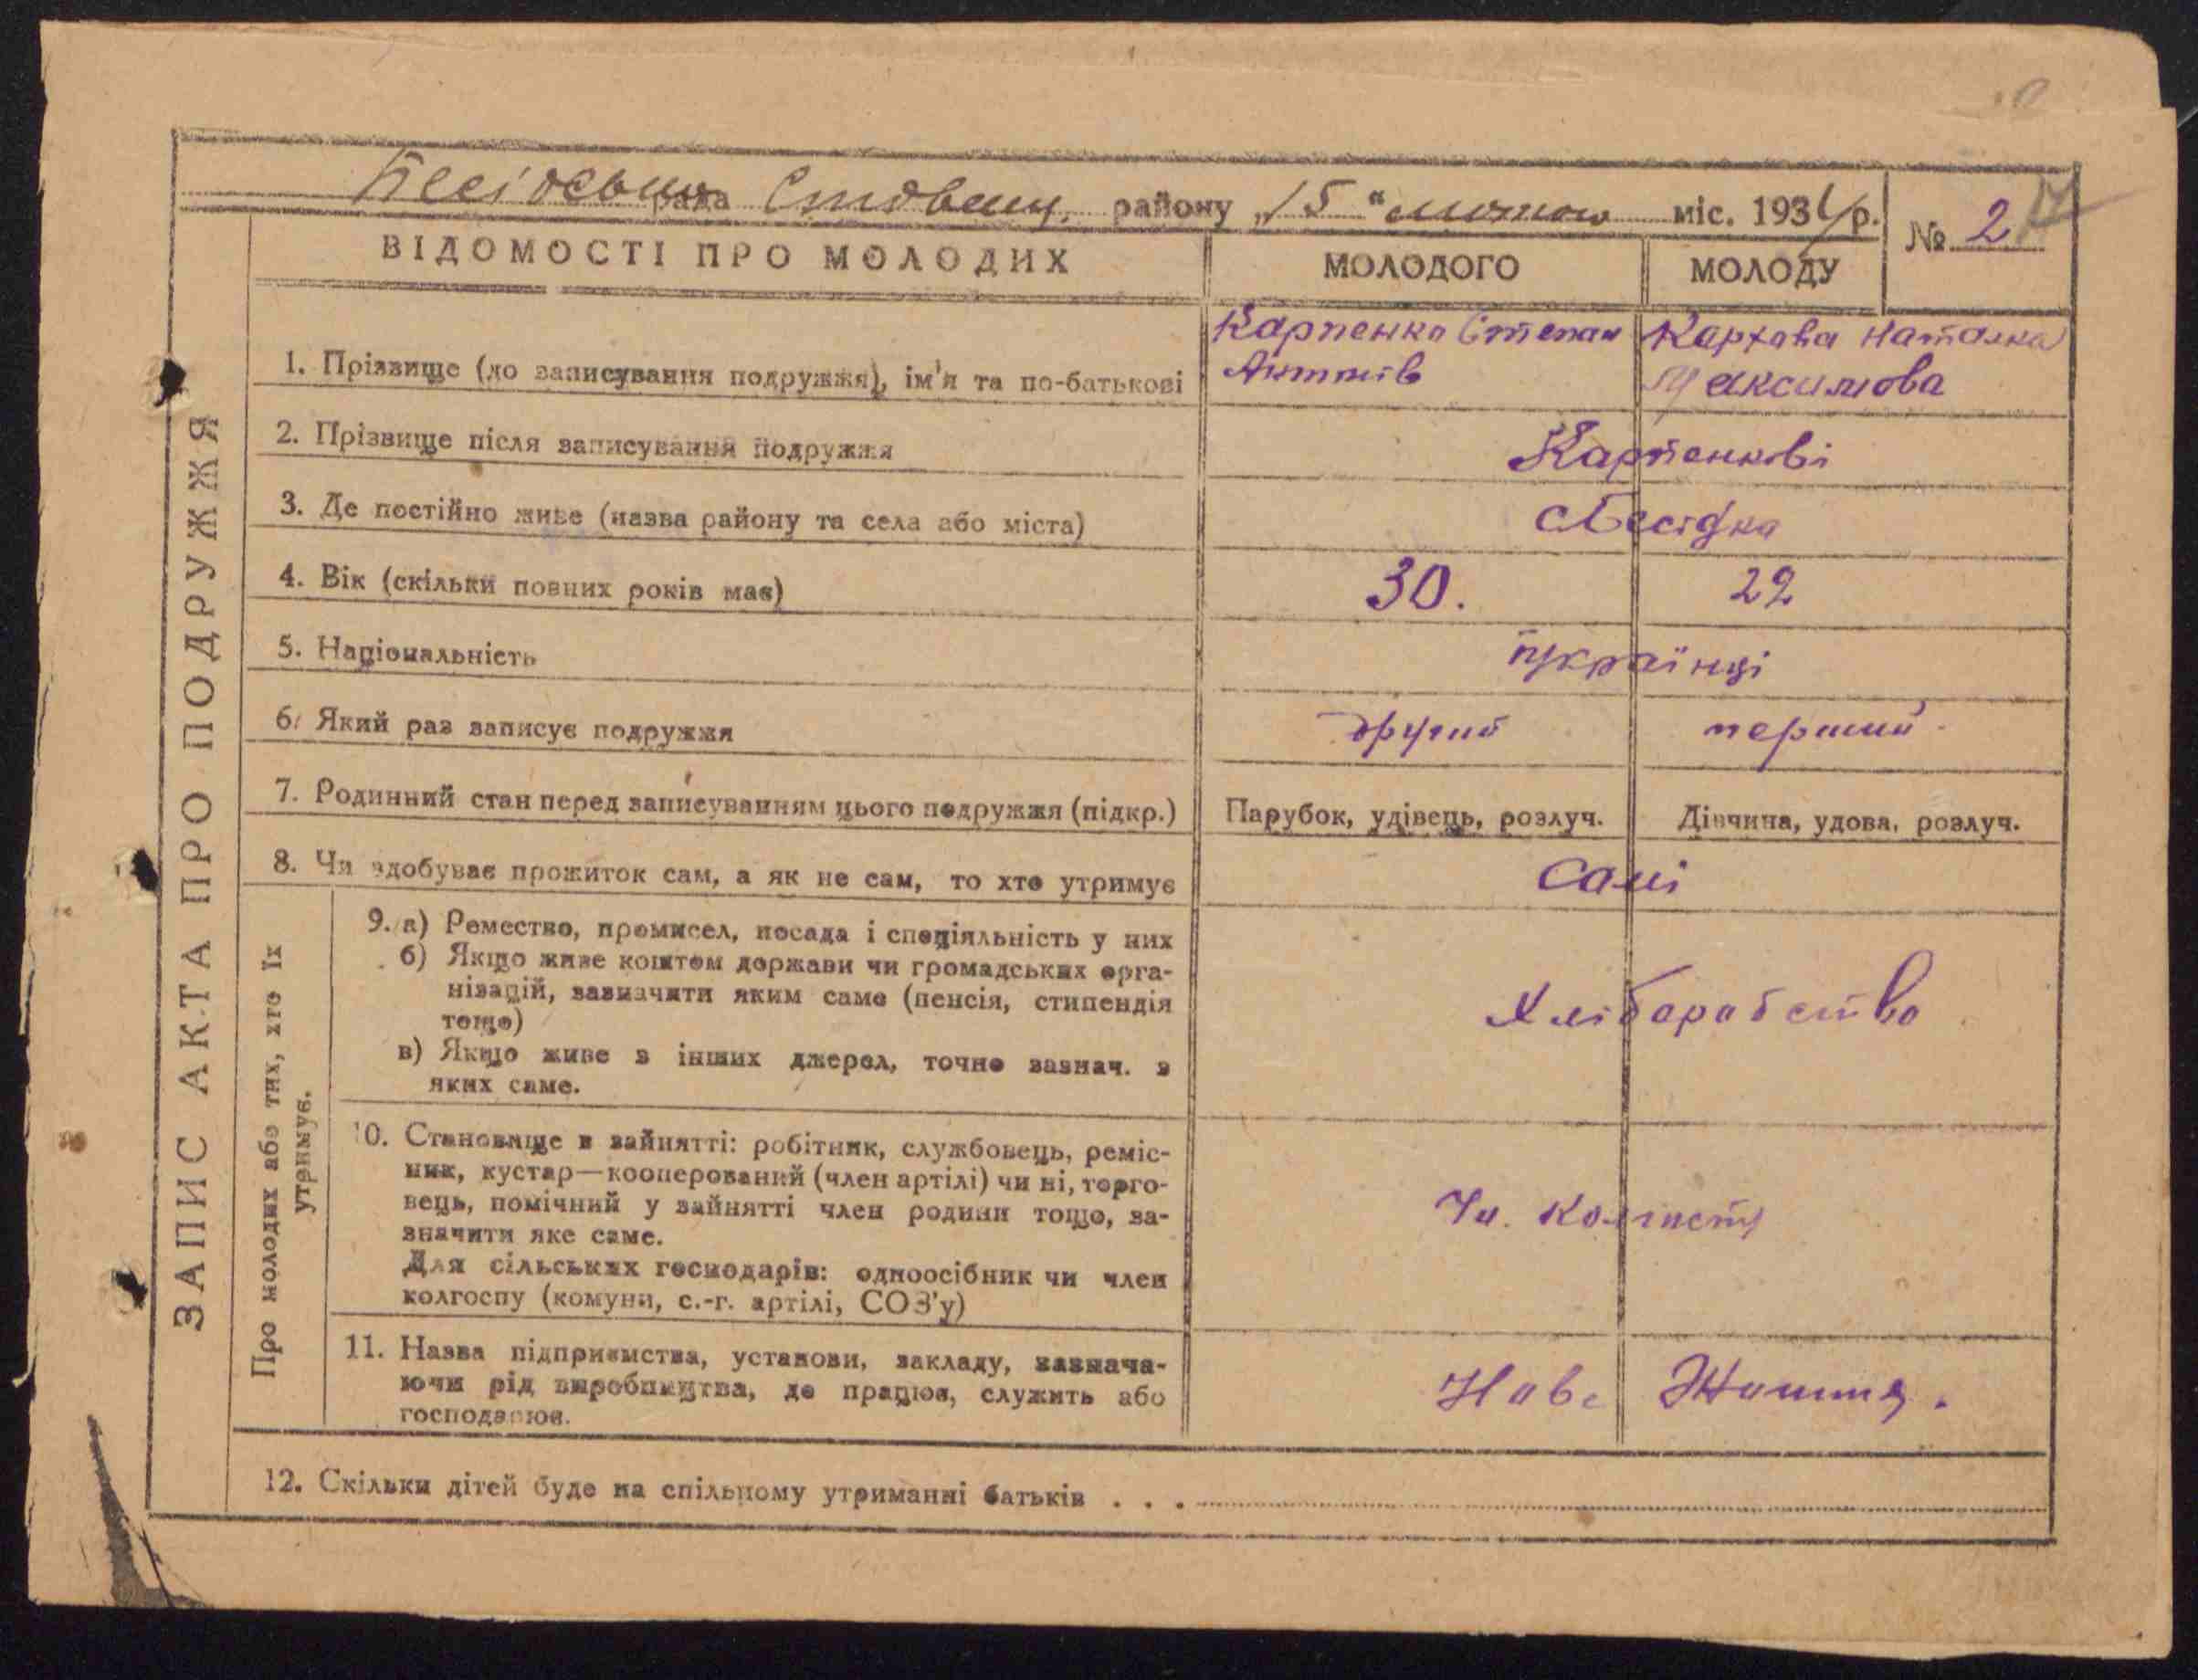 Бесідська рада Ставищ. району „15“ лютого міс. 1934 р.
№ 2
ВІДОМОСТІ ПРО МОЛОДИХ
МОЛОДОГО
МОЛОДУ
ЗАПИС АКТА ПРО ПОДРУЖЖЯ
1. Прізвище (до записування подружжя), ім'я та по-батькові
Карпенко Степан
Антонів
Кархова Наталка
Максимова
2. Прізвище після записування подружжя
Карпенкові
3. Де постійно живе (назва району та села або міста)
с Бесідка
4. Вік (скільки повних років має)
30.
22
5. Національність
українці
6. Який раз записує подружжя
другий
перший
7. Родинний стан перед записуванням цього подружжя (підкр.)
Парубок, удівець, розлуч.
Дівчина, удова, розлуч.
8. Чи здобуває прожиток сам, а як не сам, то хто утримує
Самі
Про молодих або тих, хто їх
утримує.
9. а) Ремество, промисел, посада і спеціяльність у них
б) Якщо живе коштом держави чи громадських орга-
нізацій, зазначити яким саме (пенсія, стипендія
тощо)
в) Якщо живе з інших джерел, точно зазнач. з
яких саме.
Хліборобство
10. Становище в зайнятті: робітник, службовець, реміс-
ник, кустар—кооперований (член артілі) чи ні, торго-
вець, помічний у зайнятті член родини тощо, за-
значити яке саме.
Для сільських господарів: одноосібник чи член
колгоспу (комуни, с.-г. артілі, СОЗ'у)
Чл. Колгоспу
11. Назва підприємства, установи, закладу, зазнача-
ючи рід виробництва, де працює, служить або
господарює.
Нове Життя.
12. Скільки дітей буде на спільному утриманні батьків . . .